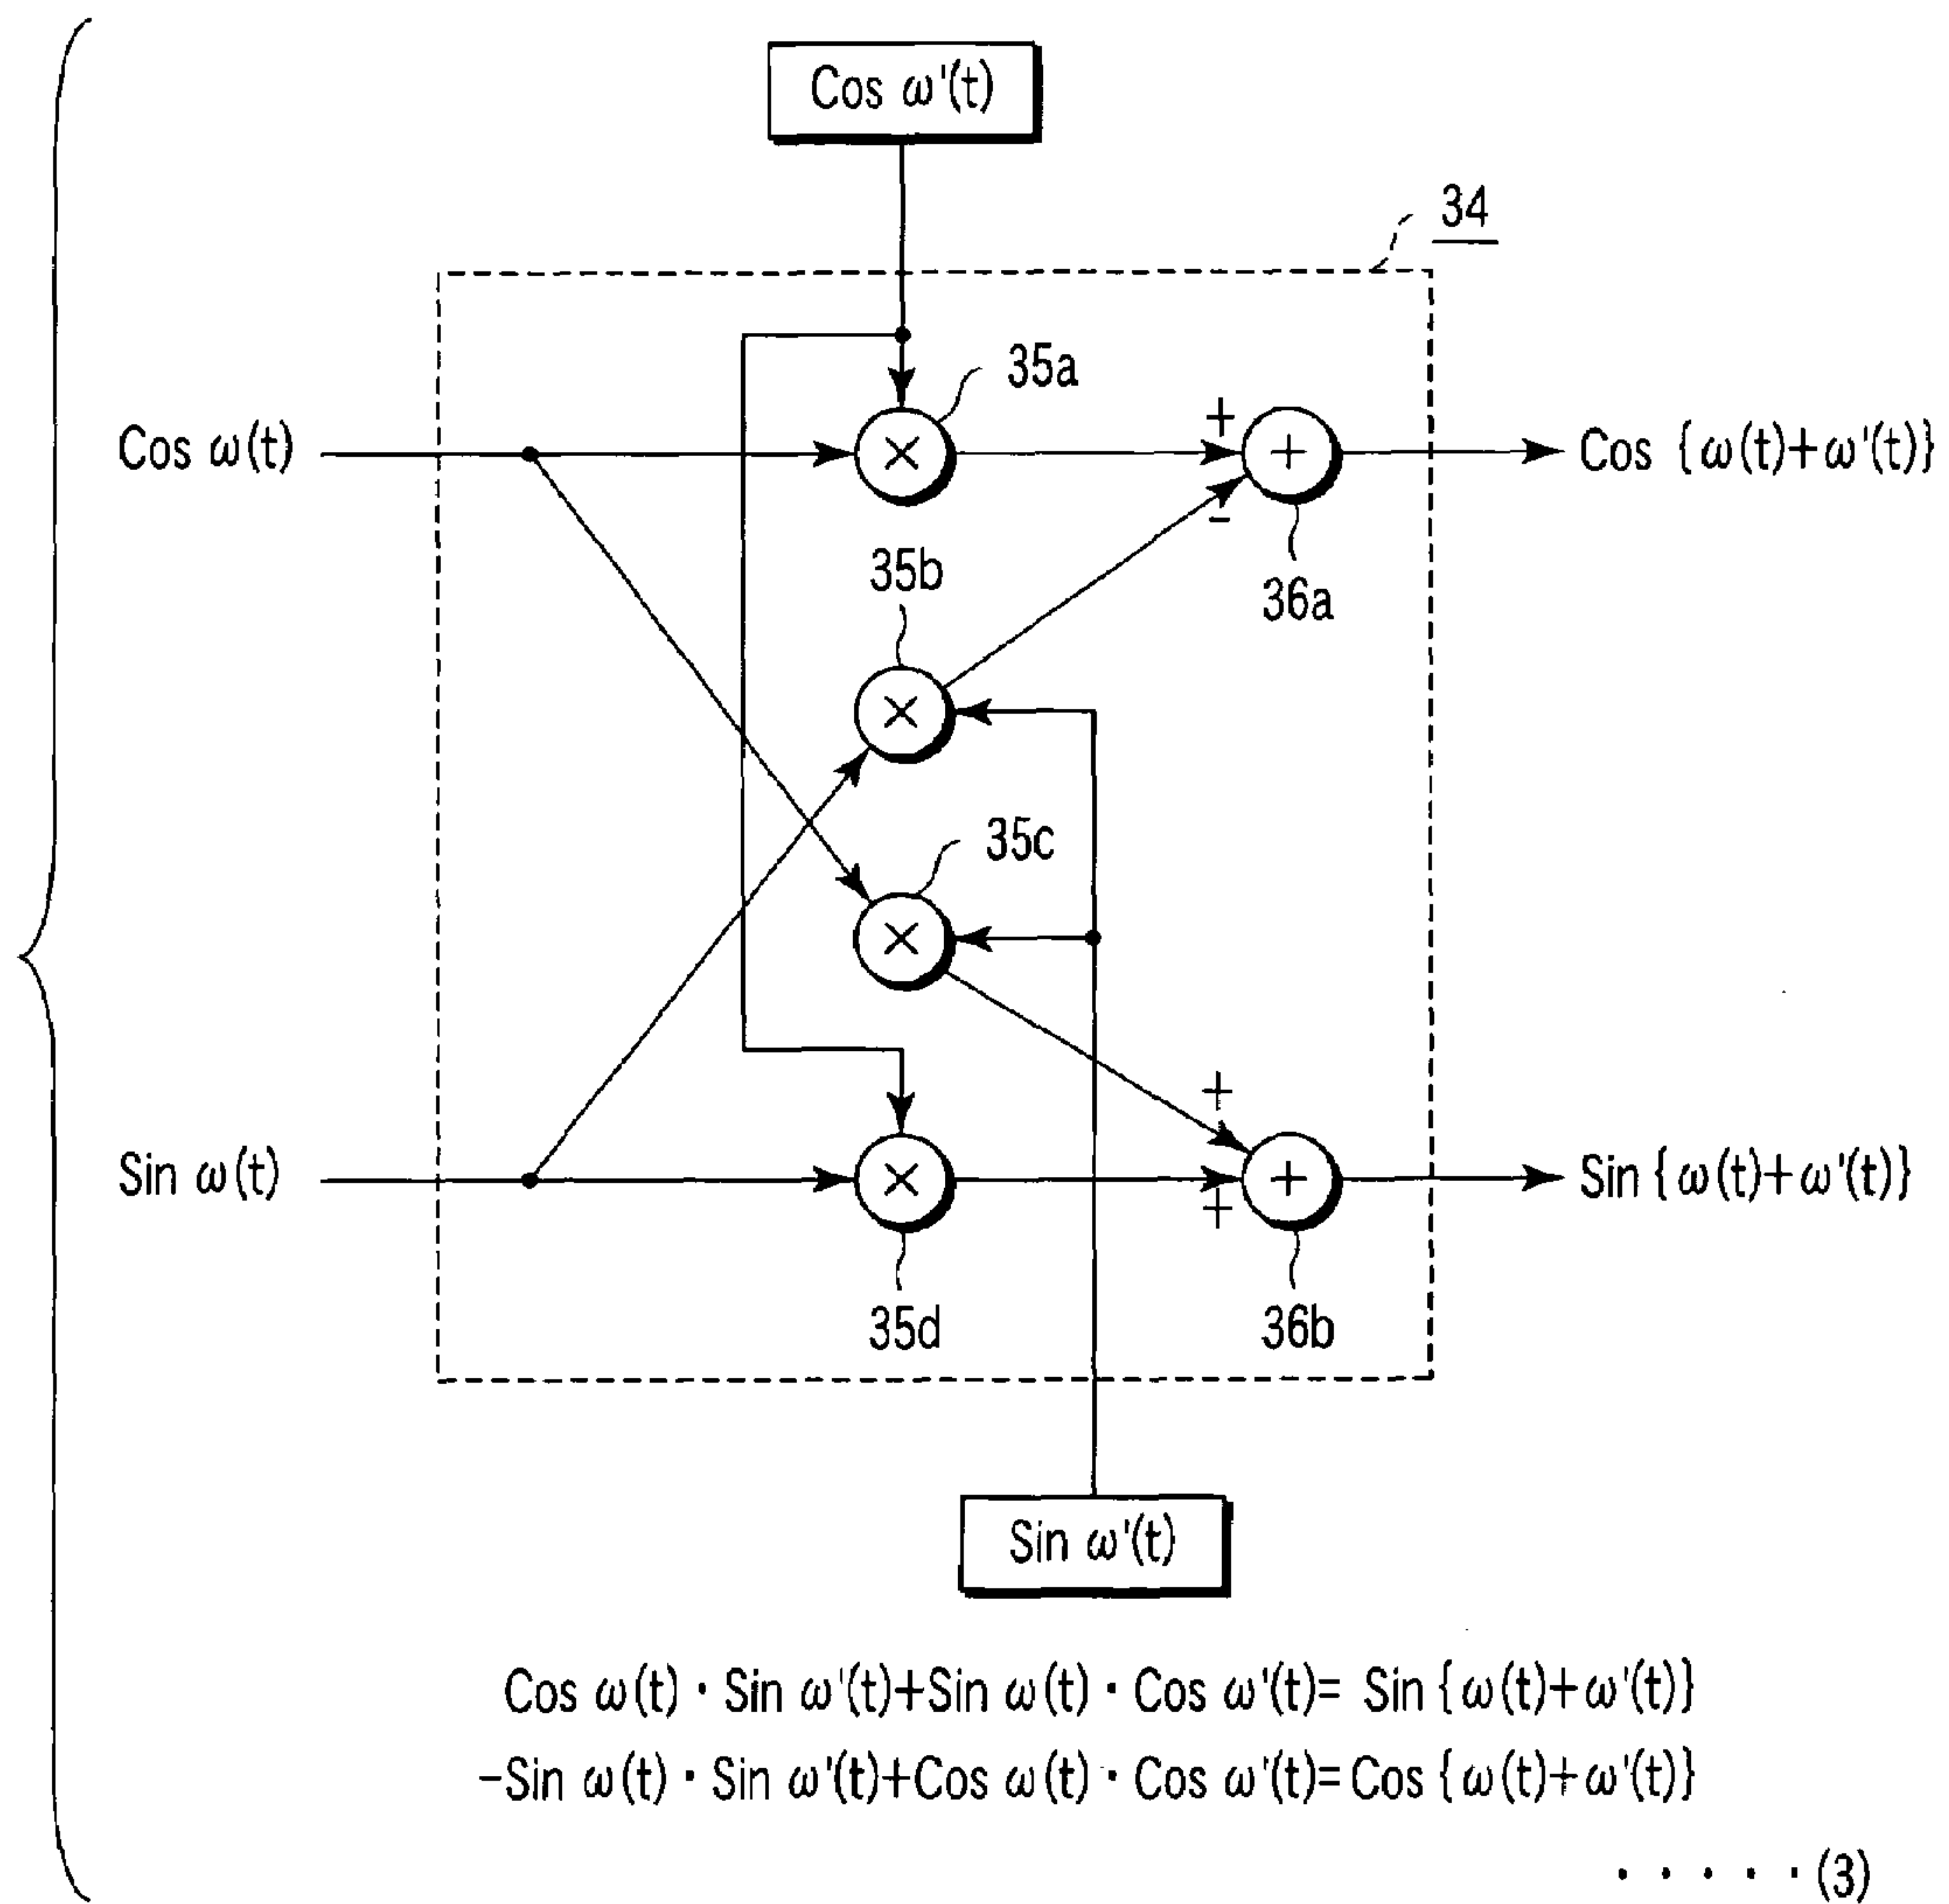 Cos ω'(t)
34
35a
Cos ω(t)
+
×
+
Cos {ω(t)+ω'(t)}
-
35b
36a
×
35c
×
+
Sin ω(t)
×
+
Sin {ω(t)+ω'(t)}
+
35d
36b
Sin ω'(t)
Cos ω(t) · Sin ω'(t)+Sin ω(t) · Cos ω'(t)= Sin {ω(t)+ω'(t)}
-Sin ω(t) · Sin ω'(t)+Cos ω(t) · Cos ω'(t)=Cos {ω(t)+ω'(t)}
· · · · · (3)